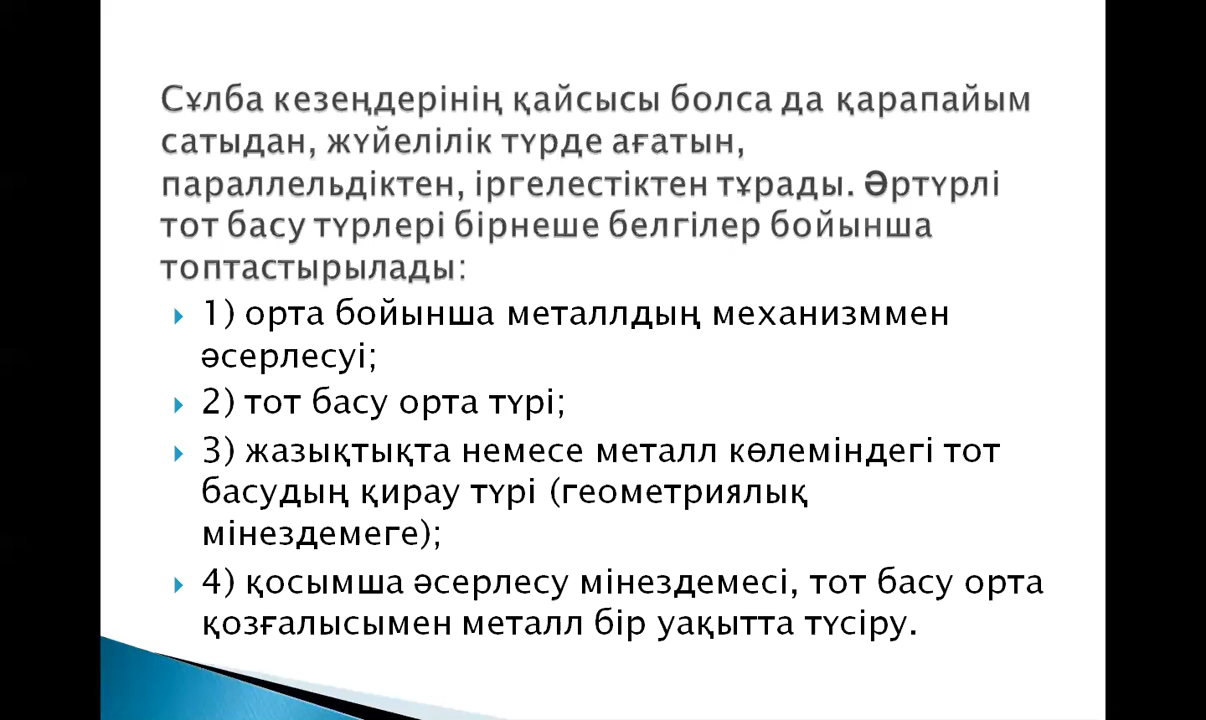 Сұлба кезеңдерінің қайсысы болса да қарапайым
сатыдан, жүйелілік түрде ағатын,
параллельдіктен, іргелестіктен тұрады. Әртүрлі
тот басу түрлері бірнеше белгілер бойынша
топтастырылады:
1) орта бойынша металлдың механизммен
әсерлесуі;
2) тот басу орта түрі;
3) жазықтықта немесе металл көлеміндегі тот
басудың қирау түрі (геометриялық
мінездемеге);
4) қосымша әсерлесу мінездемесі, тот басу орта
қозғалысымен металл бір уақытта түсіру.